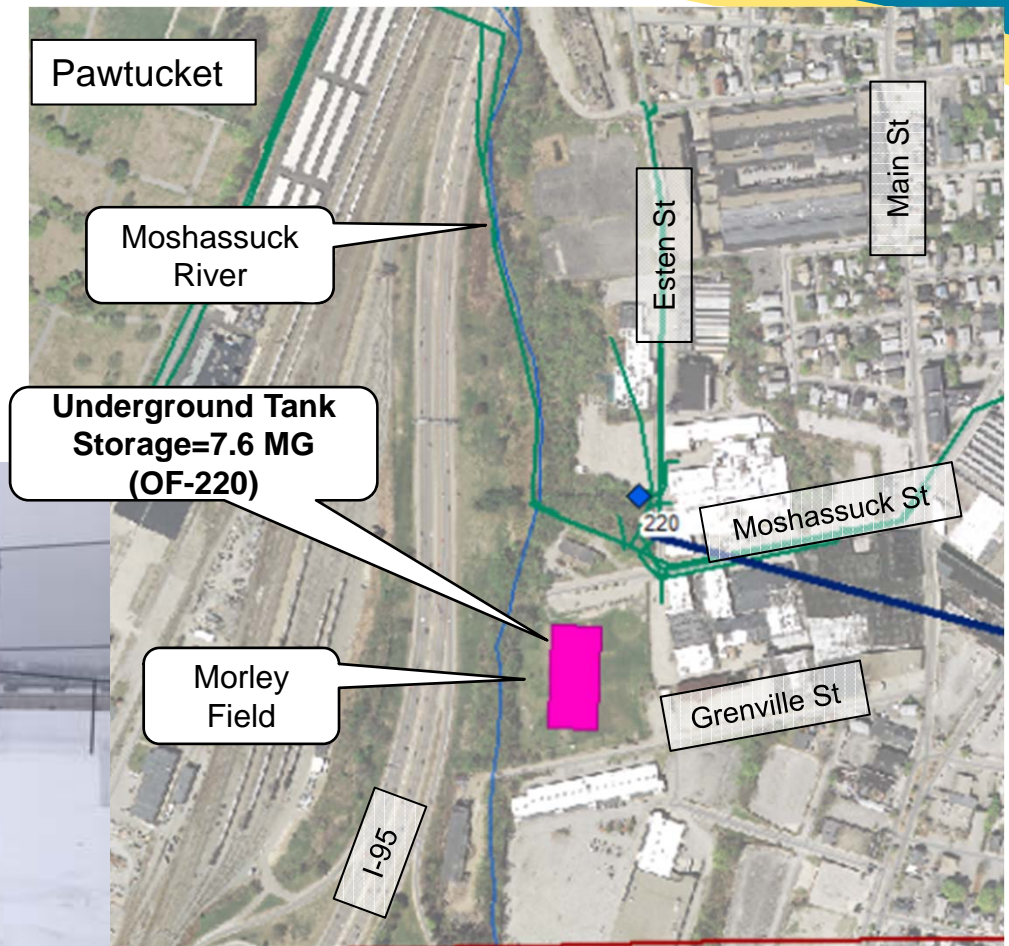 Pawtucket
Moshassuck
River
Esten St
Main St
Underground Tank
Storage=7.6 MG
(OF-220)
220
Moshassuck St
Morley
Field
Grenville St
I-95